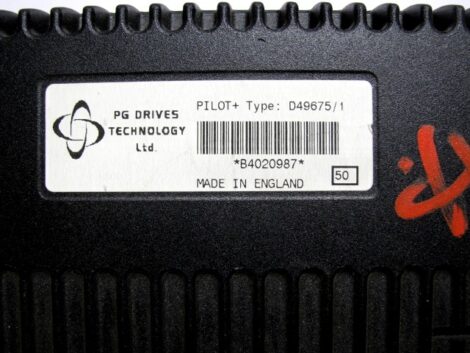 PG DRIVES
TECHNOLOGY
Ltd.
PILOT+ Type: D49675/1
*B4020987*
MADE IN ENGLAND
50